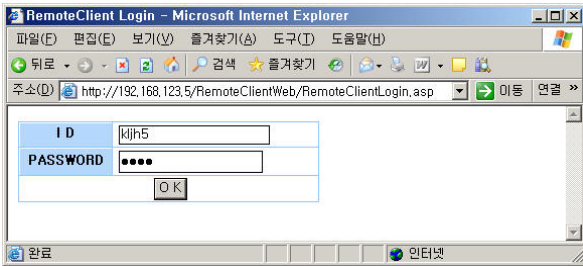 RemoteClient Login - Microsoft Internet Explorer
파일(F) 편집(E) 보기(V) 즐겨찾기(A) 도구(T) 도움말(H)
뒤로 검색 즐겨찾기
주소(D) http://192.168.123.5/RemoteClientWeb/RemoteClientLogin.asp 이동 연결 »
I D kljh5
PASS₩ORD ●●●●
O K
완료 인터넷